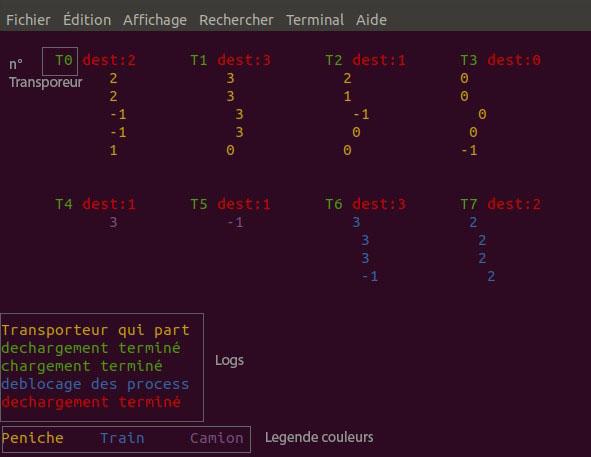 Fichier Édition Affichage Rechercher Terminal Aide
n° Transporeur
T0 dest:2 T1 dest:3 T2 dest:1 T3 dest:0
2 3 2 0
2 3 1 0
-1 3 -1 0
-1 3 0 0
1 0 0 -1
T4 dest:1 T5 dest:1 T6 dest:3 T7 dest:2
3 -1 3 2
3 2
3 2
-1 2
Transporteur qui part
dechargement terminé
chargement terminé
deblocage des process
dechargement terminé
Logs
Peniche Train Camion Legende couleurs